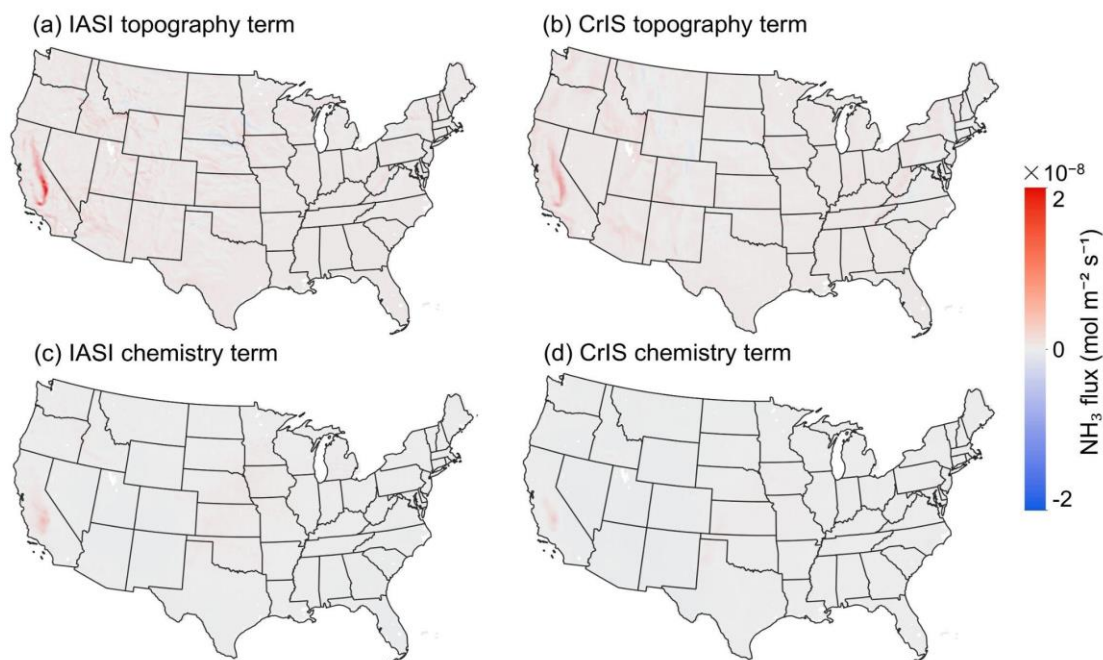 (a) IASI topography term
(b) CrIS topography term
(c) IASI chemistry term
(d) CrIS chemistry term
× 10⁻⁸
2
0
-2
NH₃ flux (mol m⁻² s⁻¹)